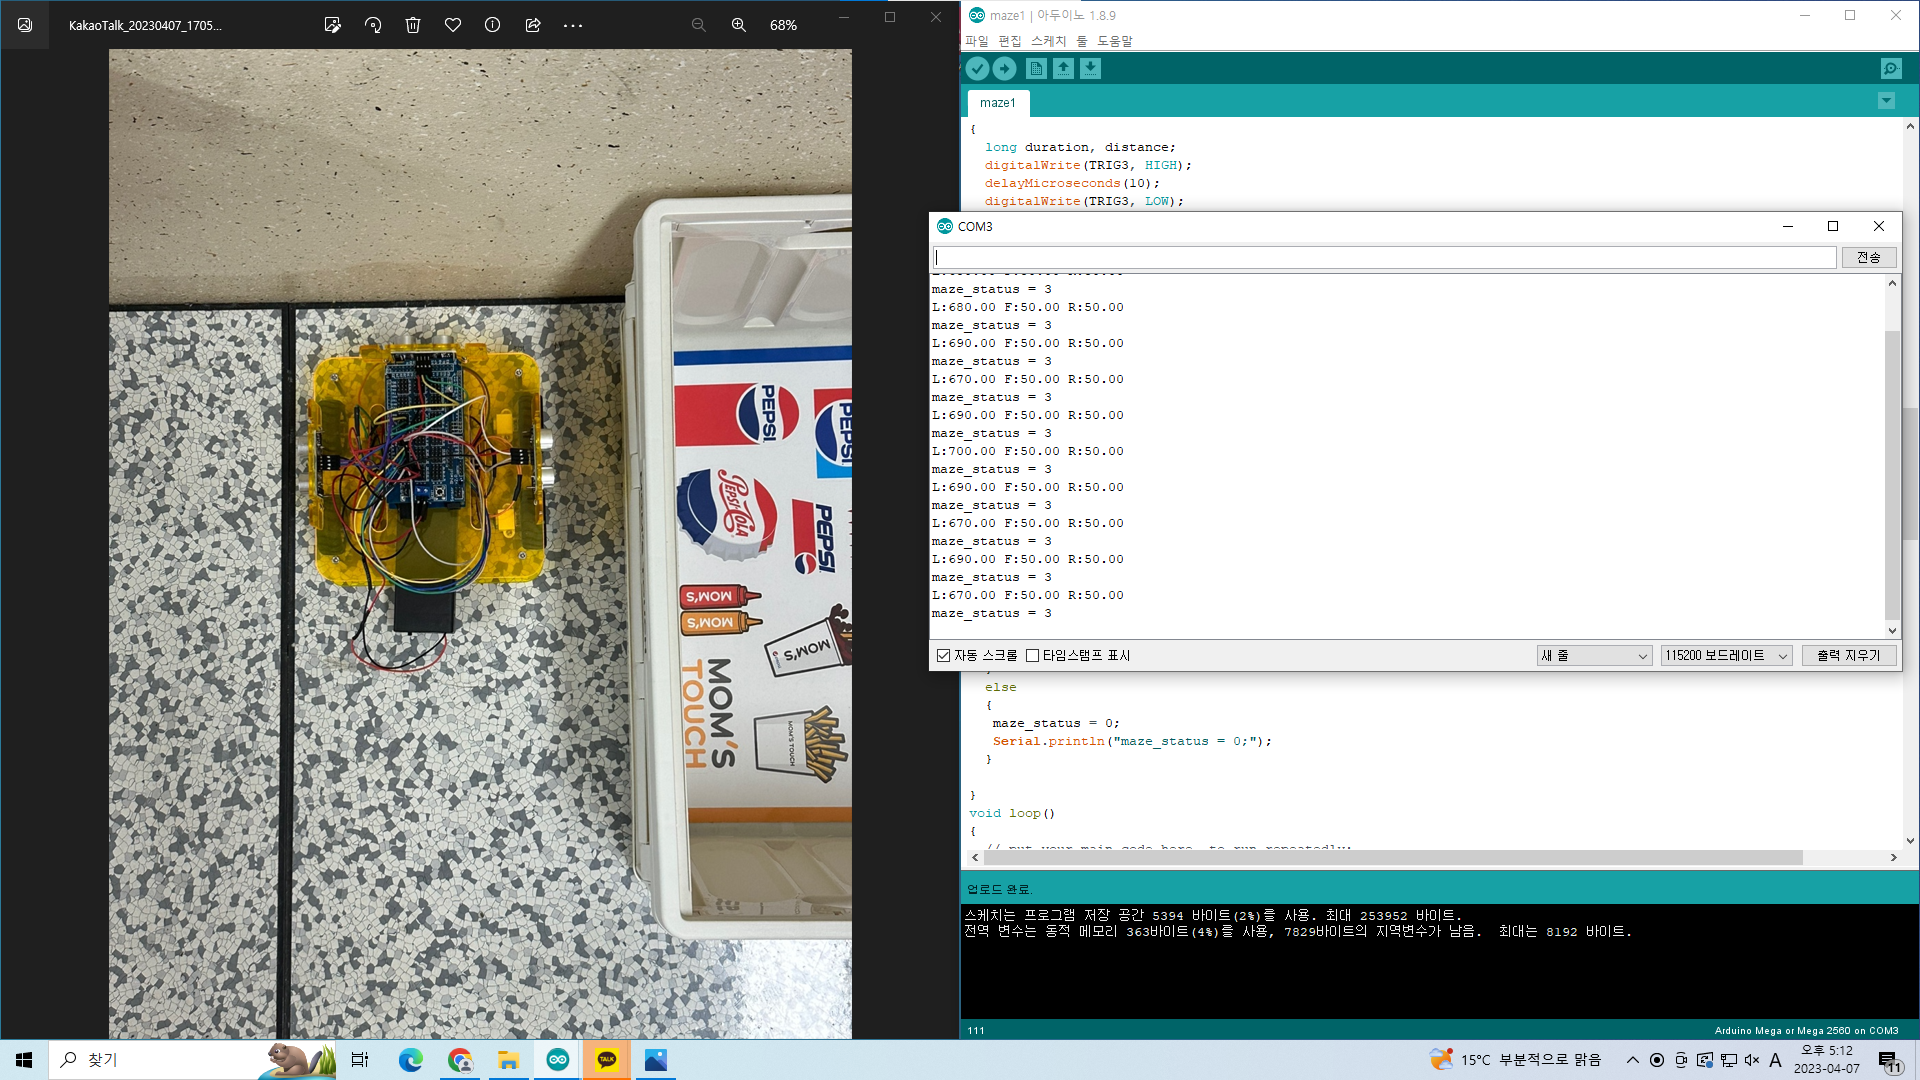 KakaoTalk_20230407_1705...
68%
PEPSI
PEPSI
PEPSI-COLA
PEPSI
MOM'S
MOM'S
MOM'S
MOM'S
TOUCH
MOM'S TOUCH
maze1 | 아두이노 1.8.9
파일 편집 스케치 툴 도움말
maze1
{
long duration, distance;
digitalWrite(TRIG3, HIGH);
delayMicroseconds(10);
digitalWrite(TRIG3, LOW);
COM3
전송
maze_status = 3
L:680.00 F:50.00 R:50.00
maze_status = 3
L:690.00 F:50.00 R:50.00
maze_status = 3
L:670.00 F:50.00 R:50.00
maze_status = 3
L:690.00 F:50.00 R:50.00
maze_status = 3
L:700.00 F:50.00 R:50.00
maze_status = 3
L:690.00 F:50.00 R:50.00
maze_status = 3
L:670.00 F:50.00 R:50.00
maze_status = 3
L:690.00 F:50.00 R:50.00
maze_status = 3
L:670.00 F:50.00 R:50.00
maze_status = 3
자동 스크롤 타임스탬프 표시
새 줄
115200 보드레이트
출력 지우기
else
{
maze_status = 0;
Serial.println("maze_status = 0;");
}
}
void loop()
{
// put your main code here, to run repeatedly:
업로드 완료.
스케치는 프로그램 저장 공간 5394 바이트(2%)를 사용. 최대 253952 바이트.
전역 변수는 동적 메모리 363바이트(4%)를 사용, 7829바이트의 지역변수가 남음.  최대는 8192 바이트.
111
Arduino Mega or Mega 2560 on COM3
찾기
TALK
15°C 부분적으로 맑음
A
오후 5:12
2023-04-07
11